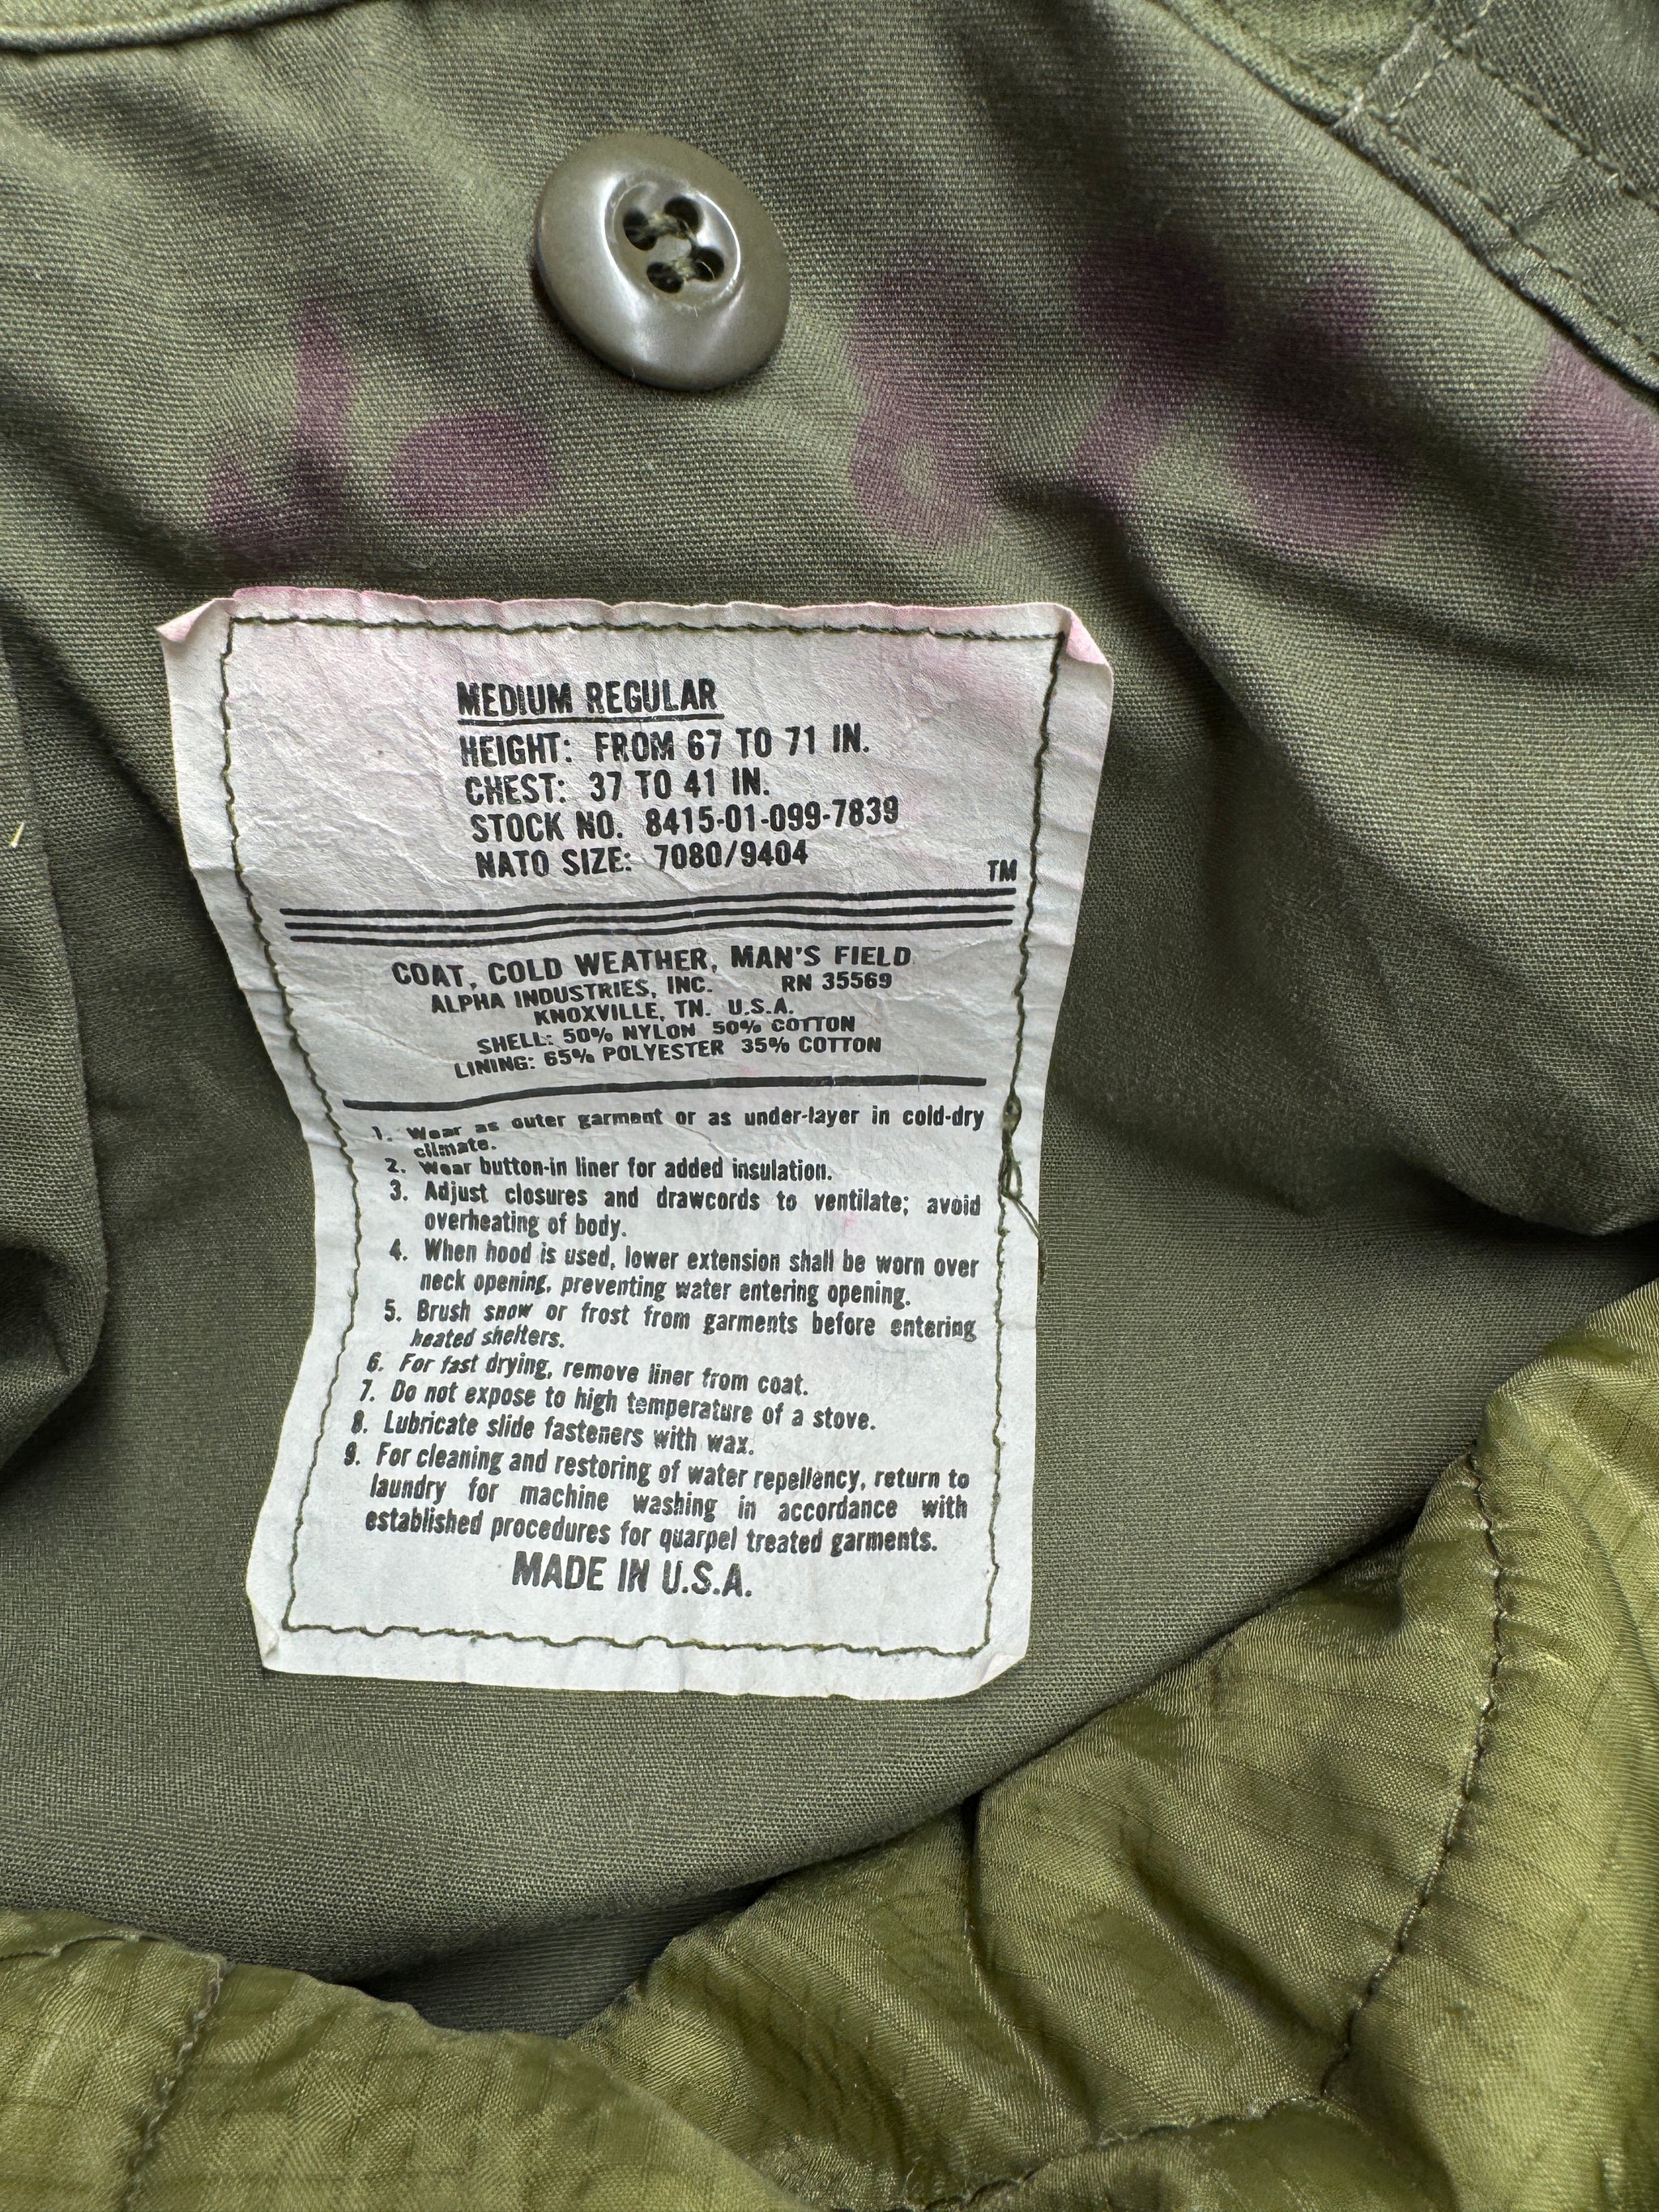 MEDIUM REGULAR
HEIGHT: FROM 67 TO 71 IN.
CHEST: 37 TO 41 IN.
STOCK NO. 8415-01-099-7839
NATO SIZE: 7080/9404
TM
COAT, COLD WEATHER, MAN'S FIELD
ALPHA INDUSTRIES, INC. RN 35569
KNOXVILLE, TN. U.S.A.
SHELL: 50% NYLON 50% COTTON
LINING: 65% POLYESTER 35% COTTON
1. Wear as outer garment or as under-layer in cold-dry
climate.
2. Wear button-in liner for added insulation.
3. Adjust closures and drawcords to ventilate; avoid
overheating of body.
4. When hood is used, lower extension shall be worn over
neck opening, preventing water entering opening.
5. Brush snow or frost from garments before entering
heated shelters.
6. For fast drying, remove liner from coat.
7. Do not expose to high temperature of a stove.
8. Lubricate slide fasteners with wax.
9. For cleaning and restoring of water repellency, return to
laundry for machine washing in accordance with
established procedures for quarpel treated garments.
MADE IN U.S.A.